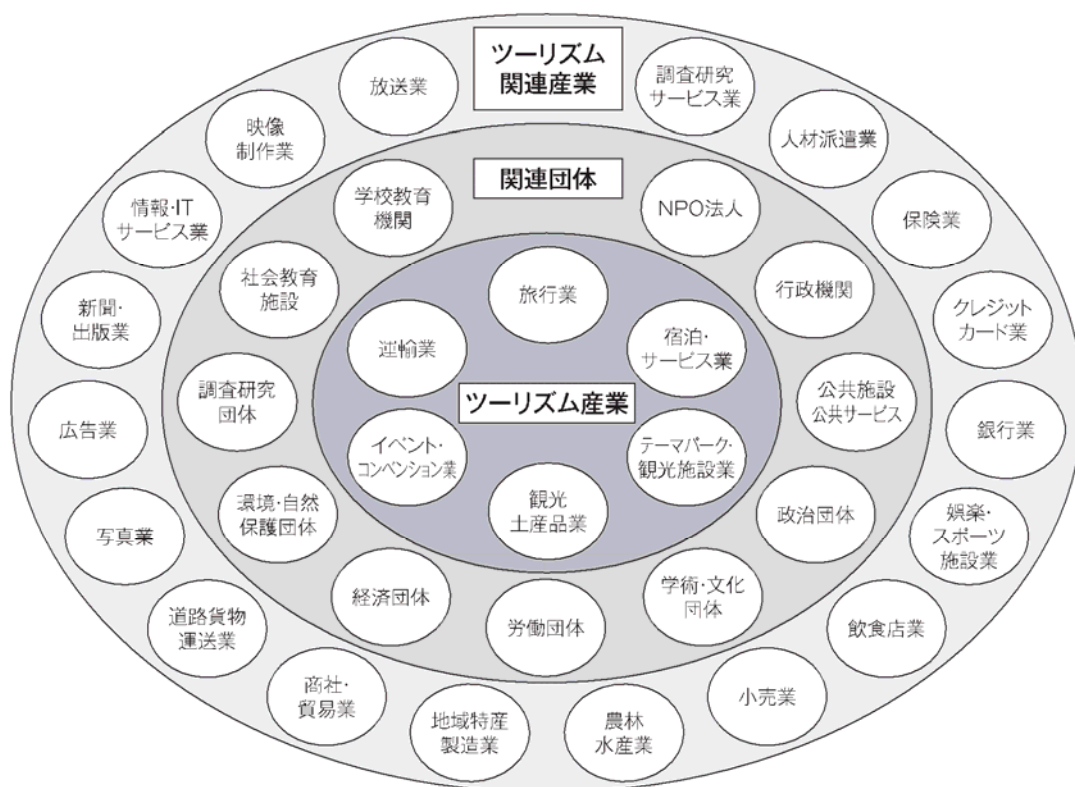 ツーリズム
関連産業
調査研究
サービス業
人材派遣業
保険業
クレジット
カード業
銀行業
娯楽・
スポーツ
施設業
飲食店業
小売業
農林
水産業
地域特産
製造業
商社・
貿易業
道路貨物
運送業
写真業
広告業
新聞・
出版業
情報・IT
サービス業
映像
制作業
放送業
関連団体
NPO法人
行政機関
公共施設
公共サービス
政治団体
学術・文化
団体
労働団体
経済団体
環境・自然
保護団体
調査研究
団体
社会教育
施設
学校教育
機関
ツーリズム産業
旅行業
宿泊・
サービス業
テーマパーク・
観光施設業
観光
土産品業
イベント・
コンベンション業
運輸業